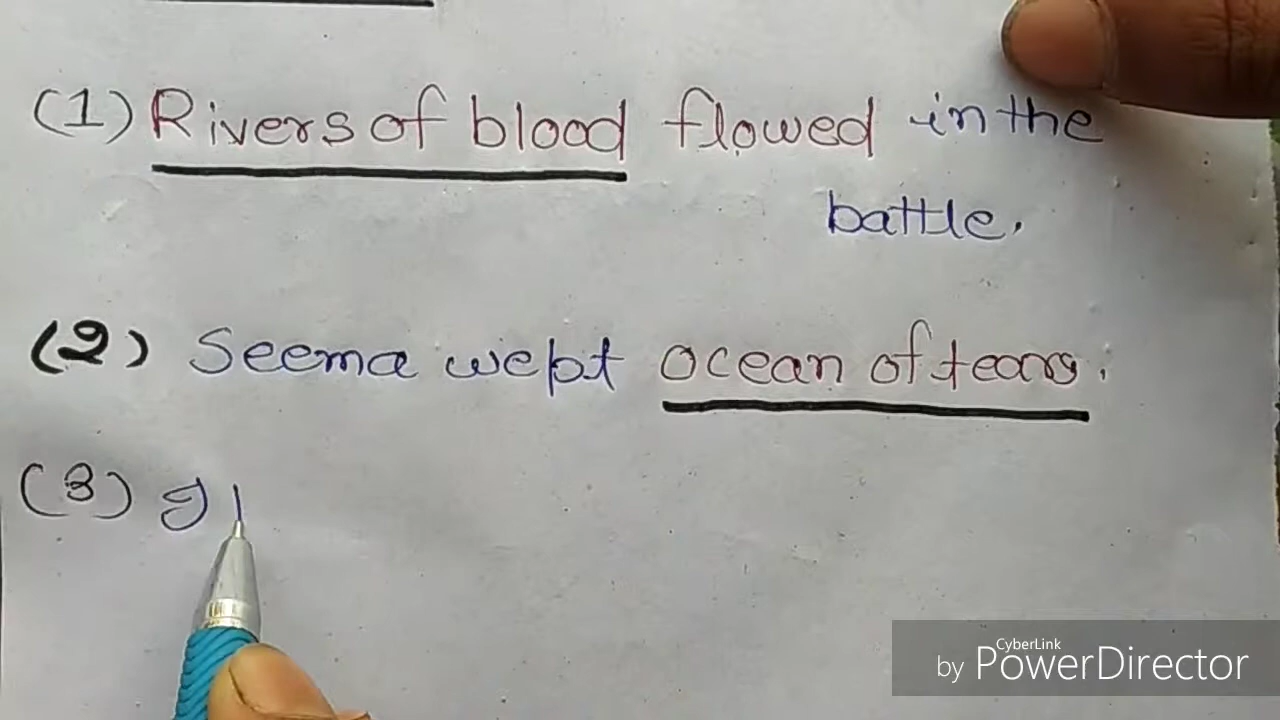 (1) Rivers of blood flowed in the
battle.
(2) Seema wept ocean of tears.
(3) I
CyberLink
by PowerDirector